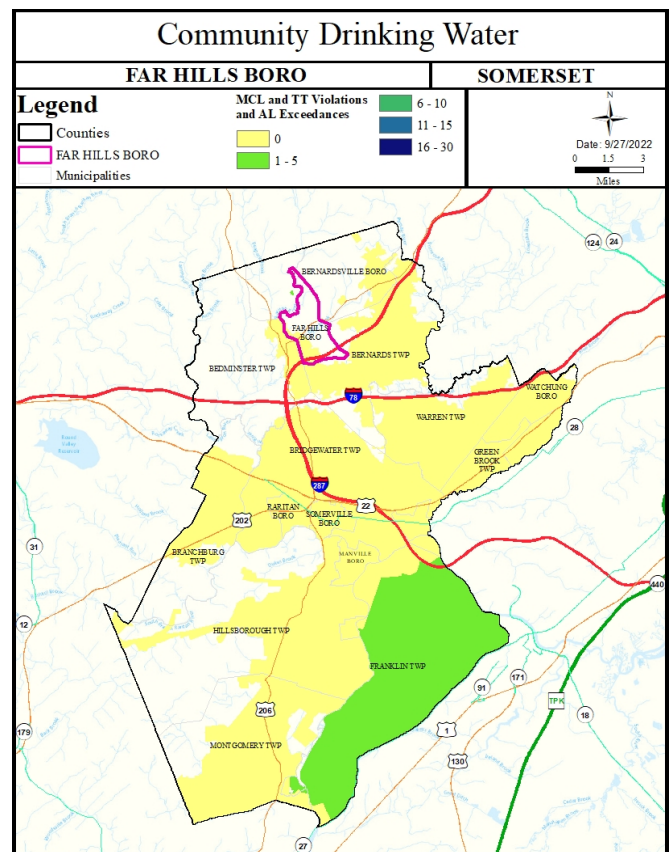 Community Drinking Water
FAR HILLS BORO
SOMERSET
Legend
Counties
FAR HILLS BORO
Municipalities
MCL and TT Violations
and AL Exceedances
0
1 - 5
6 - 10
11 - 15
16 - 30
N
Date: 9/27/2022
0 1.5 3
Miles
124
24
BERNARDSVILLE BORO
FAR HILLS
BORO
BERNARDS TWP
BEDMINSTER TWP
78
WATCHUNG
BORO
WARREN TWP
28
BRIDGEWATER TWP
GREEN
BROOK
TWP
287
22
RARITAN
BORO
SOMERVILLE
BORO
202
31
BRANCHBURG
TWP
MANVILLE
BORO
440
12
HILLSBOROUGH TWP
FRANKLIN TWP
171
91
TPK
206
18
1
179
MONTGOMERY TWP
130
27